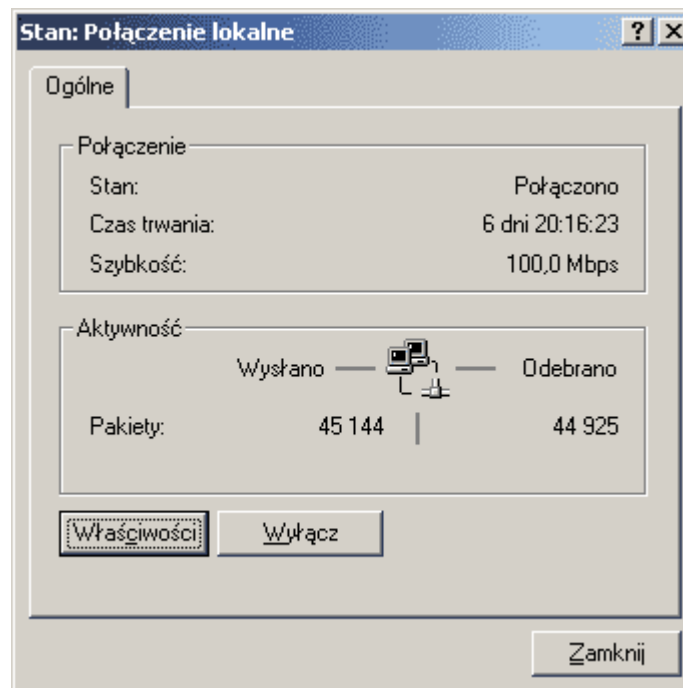 Stan: Połączenie lokalne
Ogólne
Połączenie
Stan: Połączono
Czas trwania: 6 dni 20:16:23
Szybkość: 100,0 Mbps
Aktywność
Wysłano Odebrano
Pakiety: 45 144 44 925
Właściwości Wyłącz
Zamknij